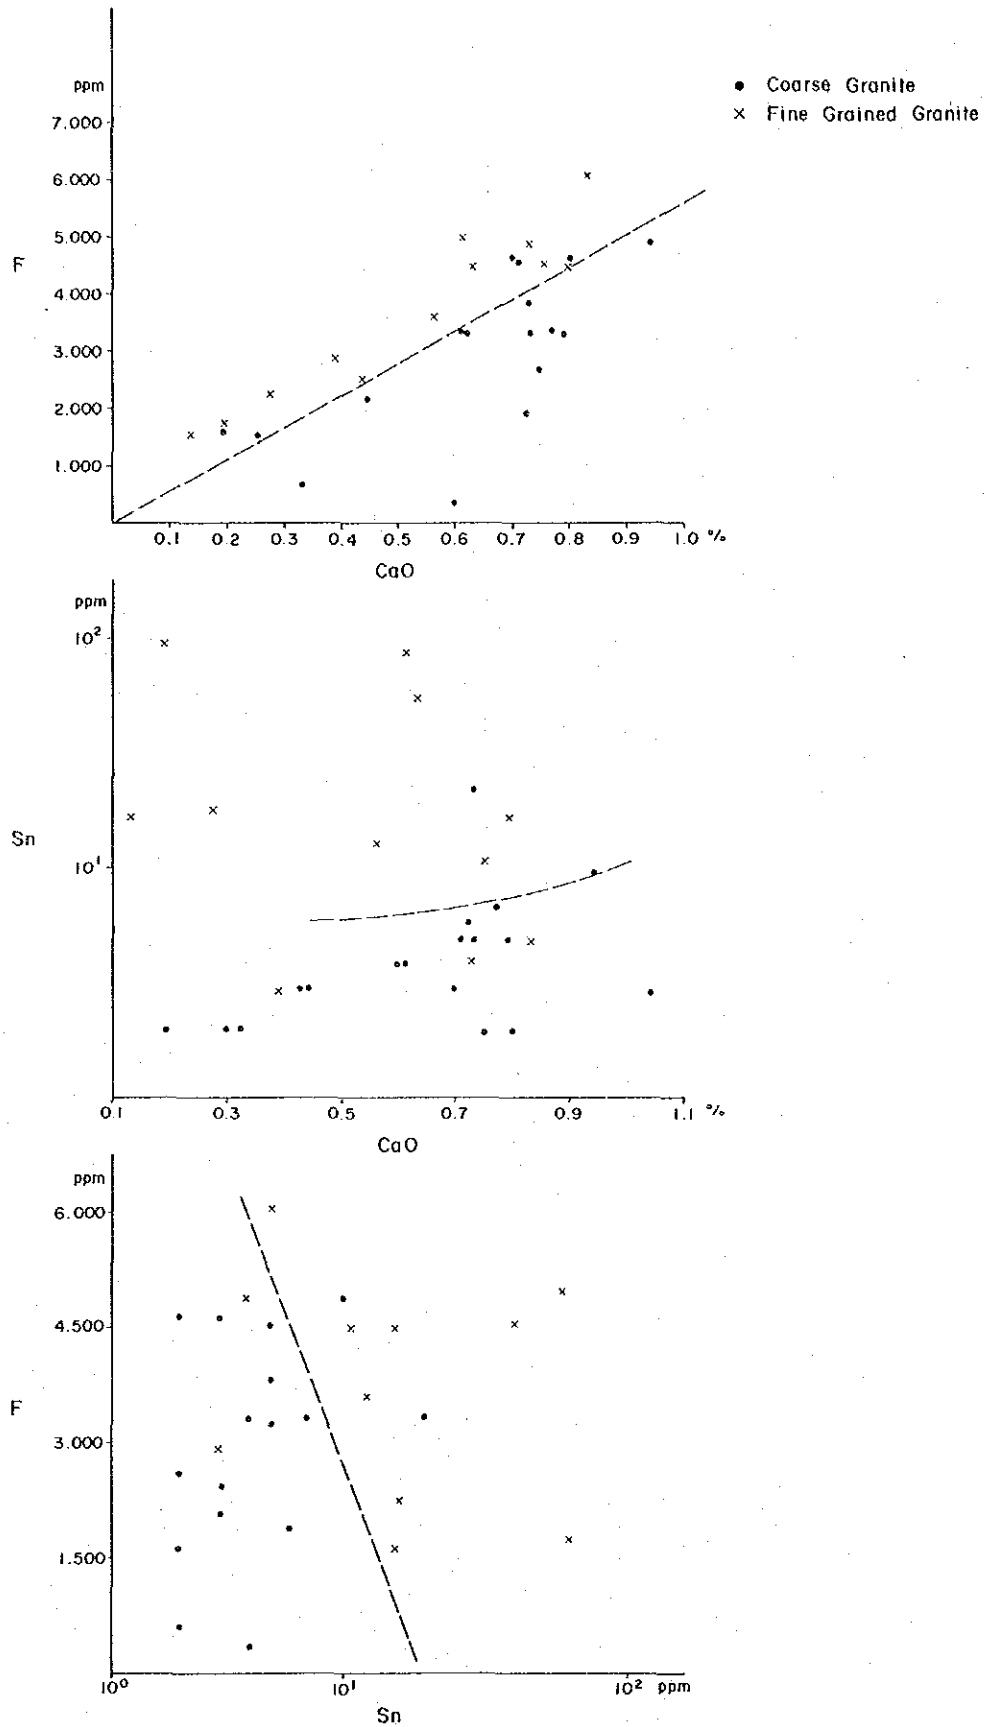 ppm
● Coarse Granite
× Fine Grained Granite
7.000
6.000
5.000
F
4.000
3.000
2.000
1.000
0.1 0.2 0.3 0.4 0.5 0.6 0.7 0.8 0.9 1.0 %
CaO
ppm
10²
Sn
10¹
0.1 0.3 0.5 0.7 0.9 1.1 %
CaO
ppm
6.000
4.500
F
3.000
1.500
10⁰ 10¹ 10² ppm
Sn